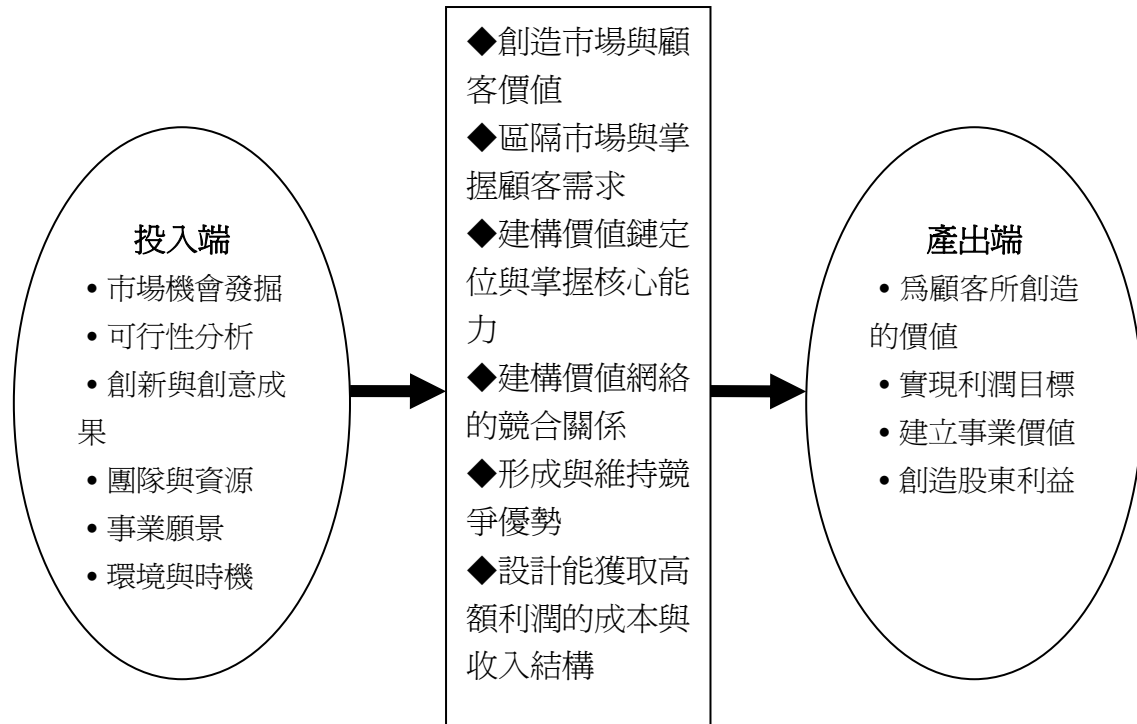 投入端
• 市場機會發掘
• 可行性分析
• 創新與創意成
果
• 團隊與資源
• 事業願景
• 環境與時機
◆創造市場與顧
客價值
◆區隔市場與掌
握顧客需求
◆建構價值鏈定
位與掌握核心能
力
◆建構價值網絡
的競合關係
◆形成與維持競
爭優勢
◆設計能獲取高
額利潤的成本與
收入結構
產出端
• 爲顧客所創造
的價值
• 實現利潤目標
• 建立事業價值
• 創造股東利益